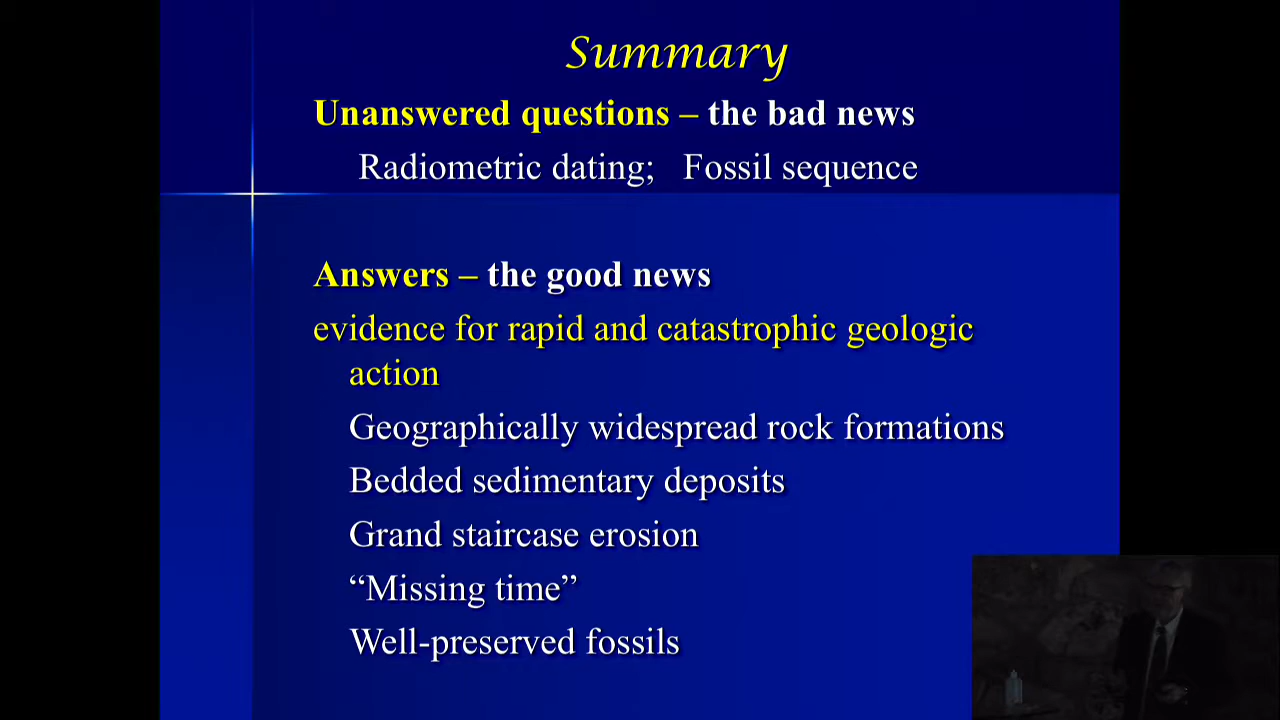 Summary
Unanswered questions – the bad news
Radiometric dating; Fossil sequence
Answers – the good news
evidence for rapid and catastrophic geologic
action
Geographically widespread rock formations
Bedded sedimentary deposits
Grand staircase erosion
“Missing time”
Well-preserved fossils